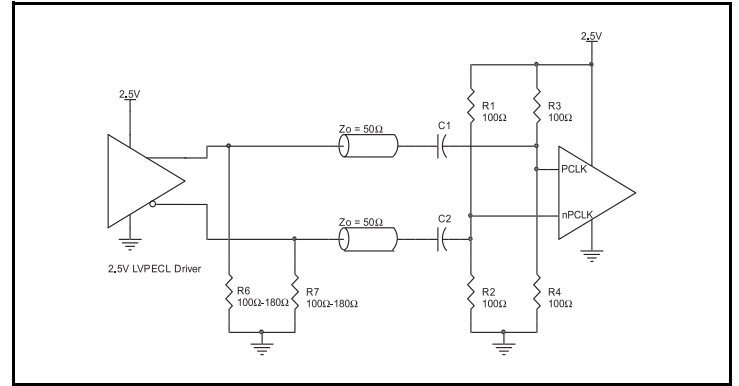 2.5V
2.5V
R1
100Ω
R3
100Ω
Zo = 50Ω
C1
PCLK
Zo = 50Ω
C2
nPCLK
2.5V LVPECL Driver
R6
100Ω-180Ω
R7
100Ω-180Ω
R2
100Ω
R4
100Ω